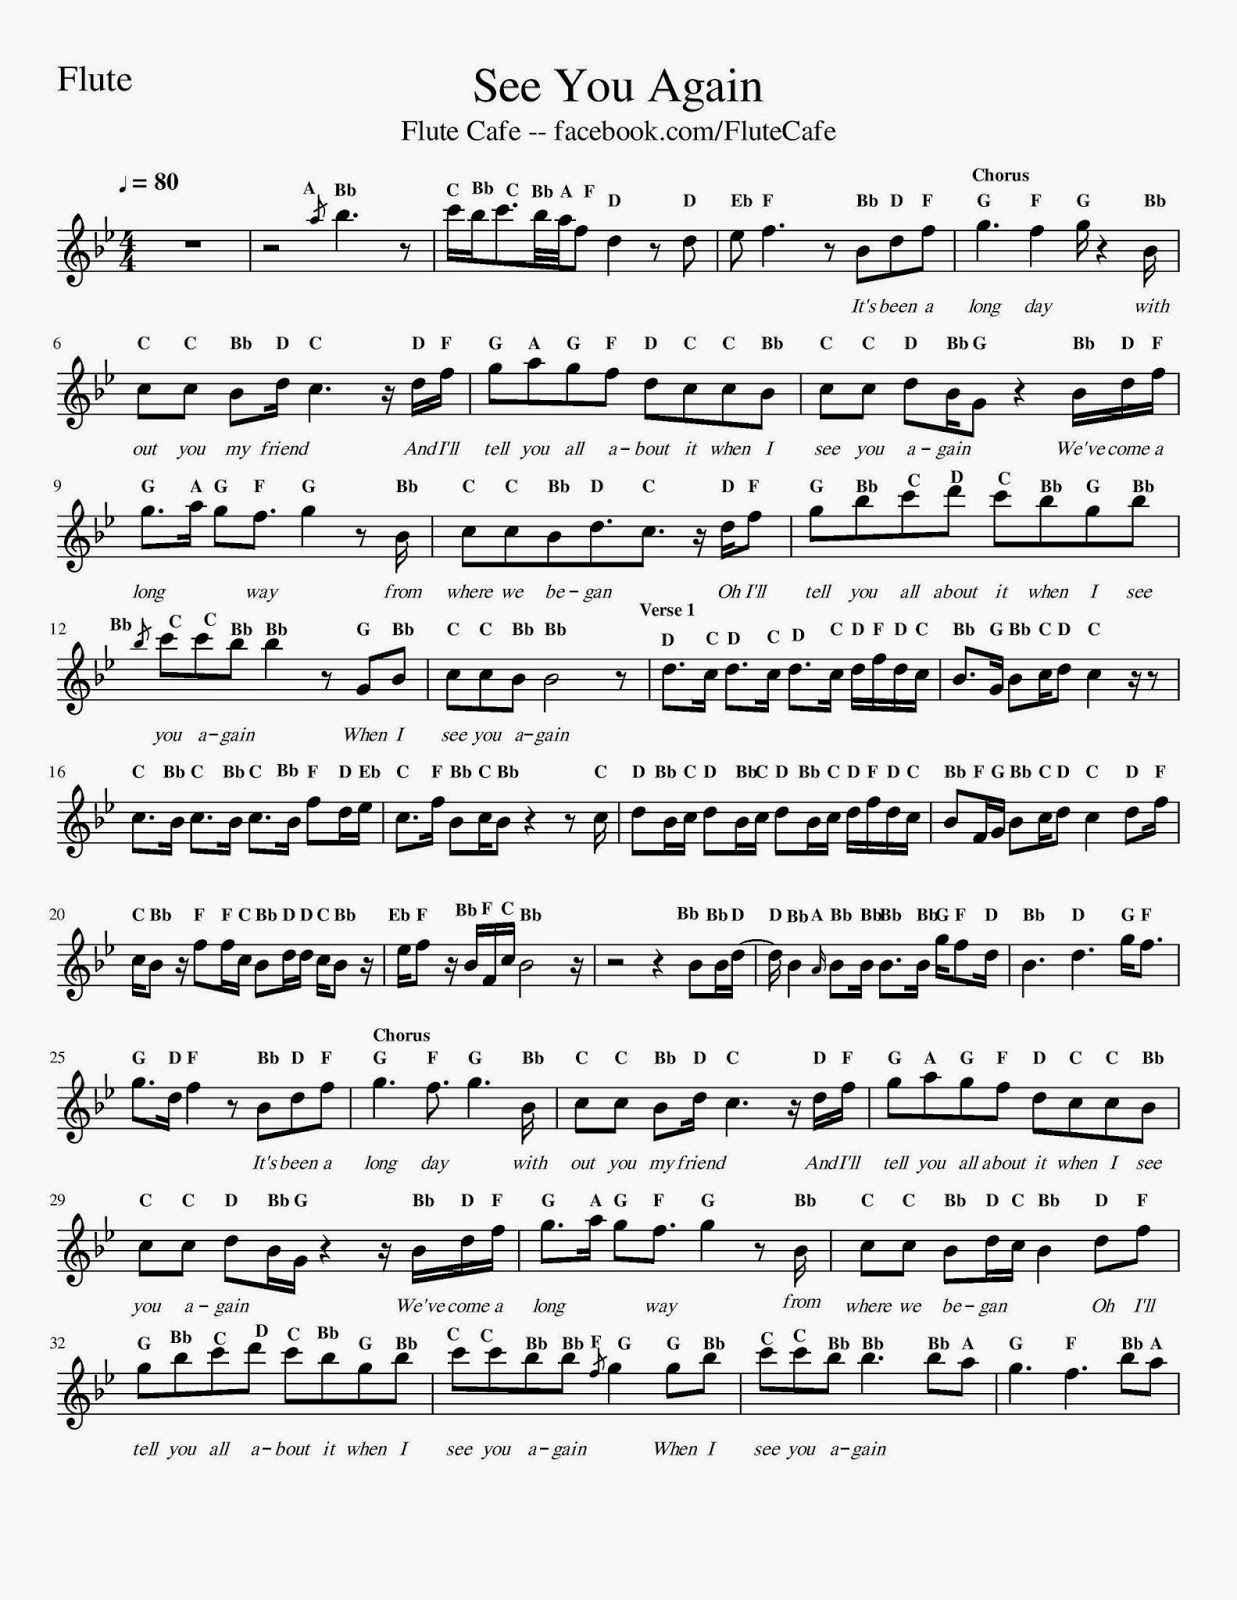 Flute
See You Again
Flute Cafe -- facebook.com/FluteCafe
♩ = 80
Chorus
A Bb C Bb C Bb A F D D Eb F Bb D F G F G Bb
It's been a long day with
6
C C Bb D C D F G A G F D C C Bb C C D Bb G Bb D F
out you my friend And I'll tell you all a-bout it when I see you a-gain We've come a
9
G A G F G Bb C C Bb D C D F G Bb C D C Bb G Bb
long way from where we be-gan Oh I'll tell you all about it when I see
12
Verse 1
Bb C C Bb Bb G Bb C C Bb Bb D C D C D C D F D C Bb G Bb C D C
you a-gain When I see you a-gain
16
C Bb C Bb C Bb F D Eb C F Bb C Bb C D Bb C D Bb C D Bb C D F D C Bb F G Bb C D C D F
20
C Bb F F C Bb D D C Bb Eb F Bb F C Bb Bb Bb D D Bb A Bb Bb Bb Bb G F D Bb D G F
Chorus
25
G D F Bb D F G F G Bb C C Bb D C D F G A G F D C C Bb
It's been a long day with out you my friend And I'll tell you all about it when I see
29
C C D Bb G Bb D F G A G F G Bb C C Bb D C Bb D F
you a-gain We've come a long way from where we be-gan Oh I'll
32
G Bb C D C Bb G Bb C C Bb Bb F G G Bb C C Bb Bb Bb A G F Bb A
tell you all a-bout it when I see you a-gain When I see you a-gain